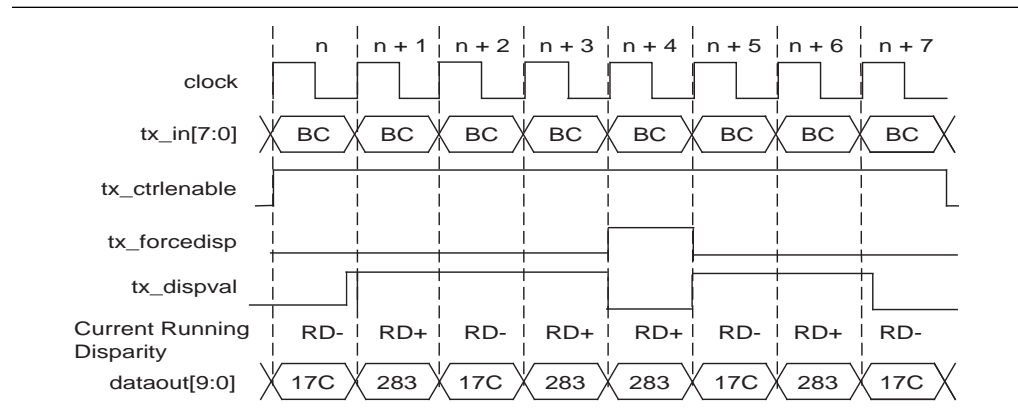 n n + 1 n + 2 n + 3 n + 4 n + 5 n + 6 n + 7
clock
tx_in[7:0] BC BC BC BC BC BC BC BC
tx_ctrlenable
tx_forcedisp
tx_dispval
Current Running
Disparity RD- RD+ RD- RD+ RD+ RD- RD+ RD-
dataout[9:0] 17C 283 17C 283 283 17C 283 17C